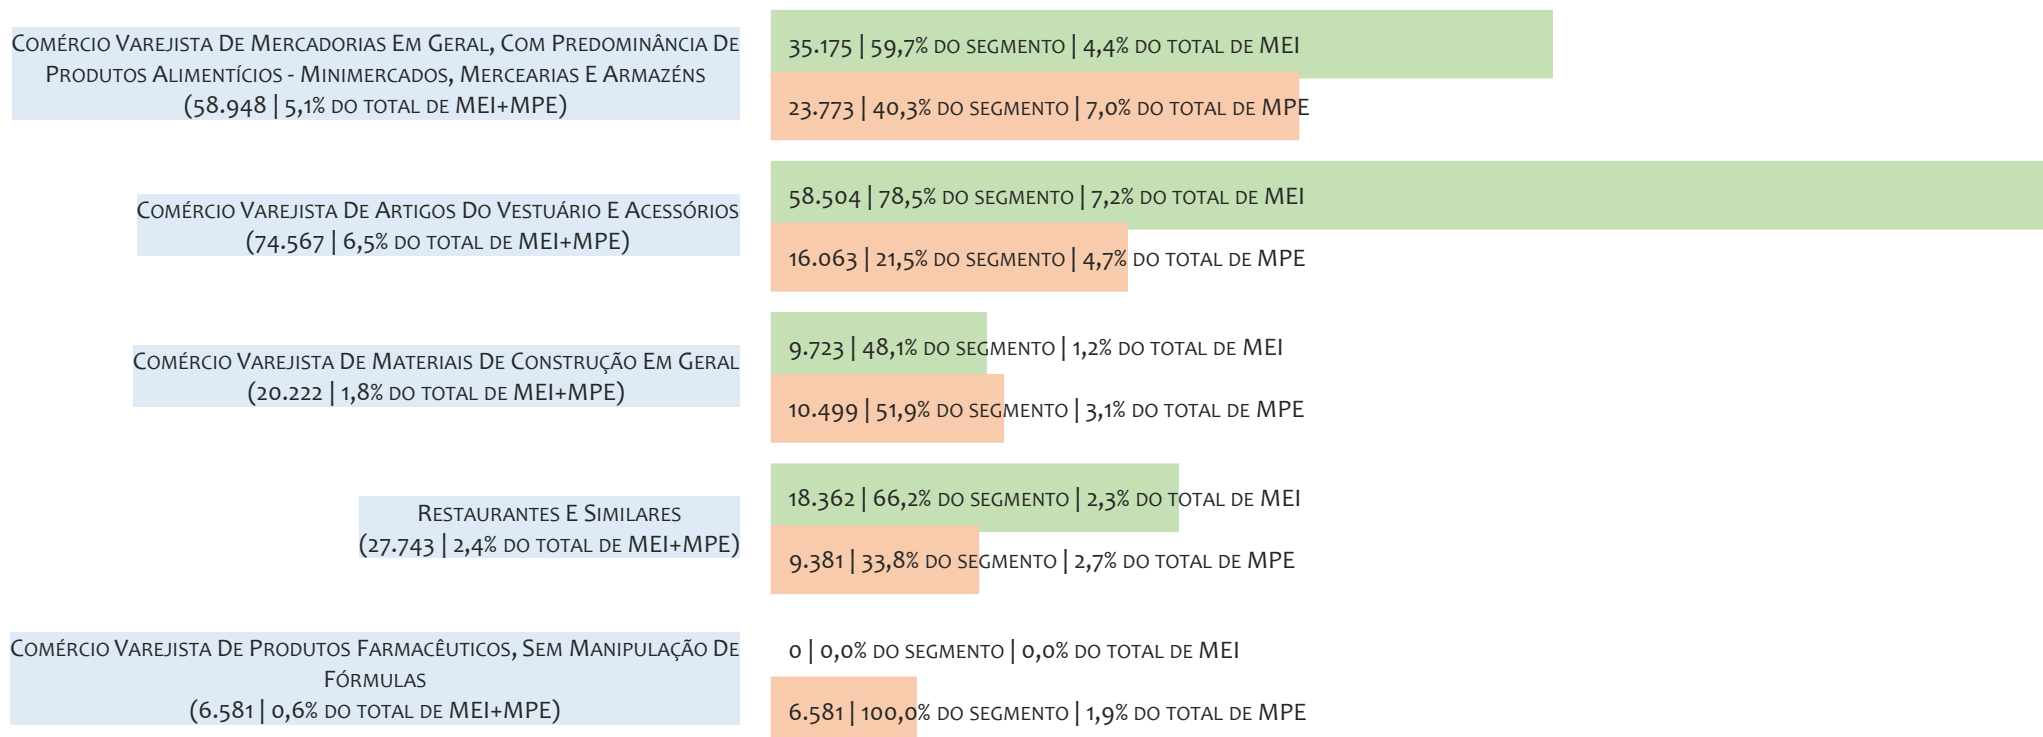 Comércio Varejista De Mercadorias Em Geral, Com Predominância De
Produtos Alimentícios - Minimercados, Mercearias E Armazéns
(58.948 | 5,1% do total de MEI+MPE)
35.175 | 59,7% do segmento | 4,4% do total de MEI
23.773 | 40,3% do segmento | 7,0% do total de MPE
Comércio Varejista De Artigos Do Vestuário E Acessórios
(74.567 | 6,5% do total de MEI+MPE)
58.504 | 78,5% do segmento | 7,2% do total de MEI
16.063 | 21,5% do segmento | 4,7% do total de MPE
Comércio Varejista De Materiais De Construção Em Geral
(20.222 | 1,8% do total de MEI+MPE)
9.723 | 48,1% do segmento | 1,2% do total de MEI
10.499 | 51,9% do segmento | 3,1% do total de MPE
Restaurantes E Similares
(27.743 | 2,4% do total de MEI+MPE)
18.362 | 66,2% do segmento | 2,3% do total de MEI
9.381 | 33,8% do segmento | 2,7% do total de MPE
Comércio Varejista De Produtos Farmacêuticos, Sem Manipulação De
Fórmulas
(6.581 | 0,6% do total de MEI+MPE)
0 | 0,0% do segmento | 0,0% do total de MEI
6.581 | 100,0% do segmento | 1,9% do total de MPE